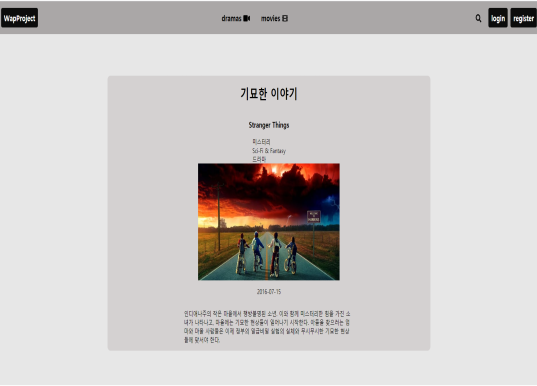 WapProject
dramas
movies
login
register
기묘한 이야기
Stranger Things
미스터리
Sci-Fi & Fantasy
드라마
2016-07-15
인디애나주의 작은 마을에서 행방불명된 소년. 이와 함께 미스터리한 힘을 가진 소
녀가 나타나고, 마을에는 기묘한 현상들이 일어나기 시작한다. 아들을 찾으려는 엄
마와 마을 사람들은 이제 정부의 일급비밀 실험의 실체와 무시무시한 기묘한 현상
들에 맞서야 한다.